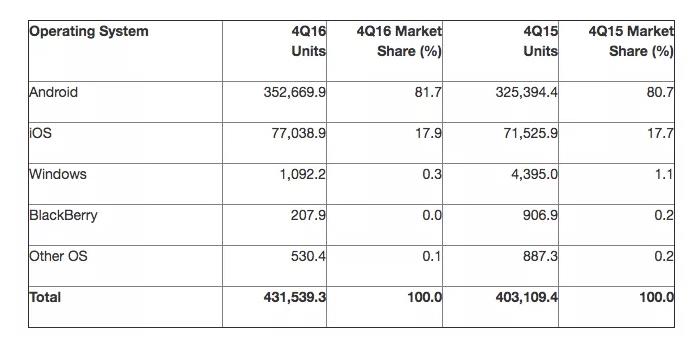 Operating System 4Q16 Units 4Q16 Market Share (%) 4Q15 Units 4Q15 Market Share (%)
Android 352,669.9 81.7 325,394.4 80.7
iOS 77,038.9 17.9 71,525.9 17.7
Windows 1,092.2 0.3 4,395.0 1.1
BlackBerry 207.9 0.0 906.9 0.2
Other OS 530.4 0.1 887.3 0.2
Total 431,539.3 100.0 403,109.4 100.0